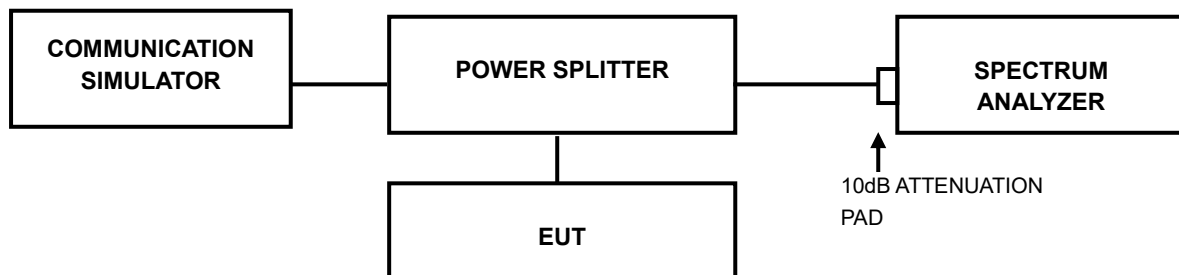 COMMUNICATION
SIMULATOR
POWER SPLITTER
SPECTRUM
ANALYZER
10dB ATTENUATION
PAD
EUT